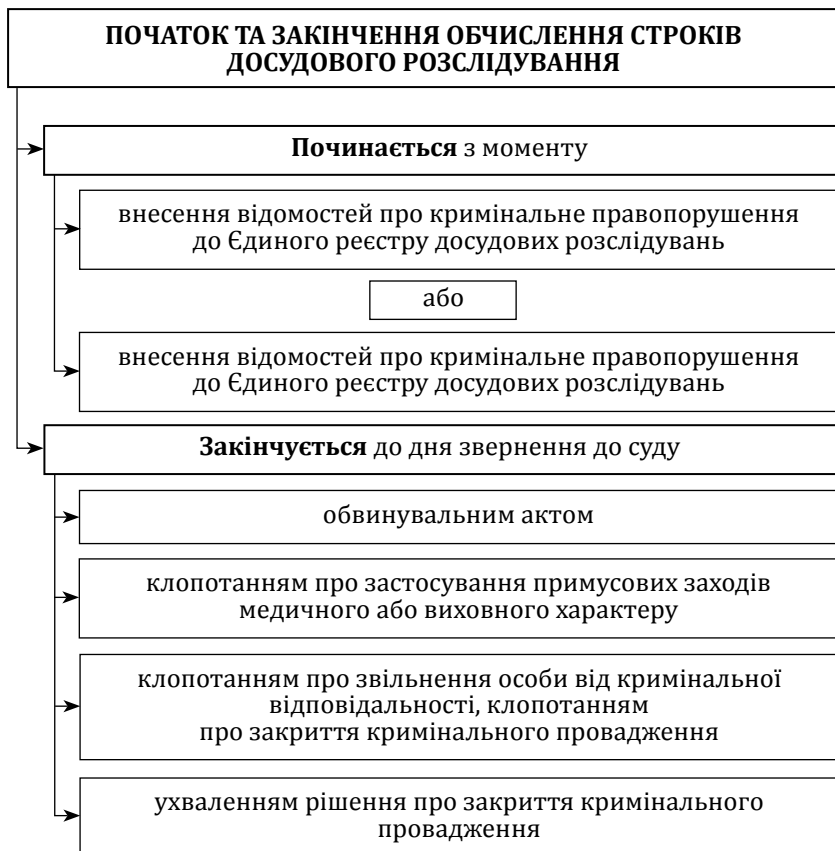 ПОЧАТОК ТА ЗАКІНЧЕННЯ ОБЧИСЛЕННЯ СТРОКІВ
ДОСУДОВОГО РОЗСЛІДУВАННЯ
Починається з моменту
внесення відомостей про кримінальне правопорушення
до Єдиного реєстру досудових розслідувань
або
внесення відомостей про кримінальне правопорушення
до Єдиного реєстру досудових розслідувань
Закінчується до дня звернення до суду
обвинувальним актом
клопотанням про застосування примусових заходів
медичного або виховного характеру
клопотанням про звільнення особи від кримінальної
відповідальності, клопотанням
про закриття кримінального провадження
ухваленням рішення про закриття кримінального
провадження